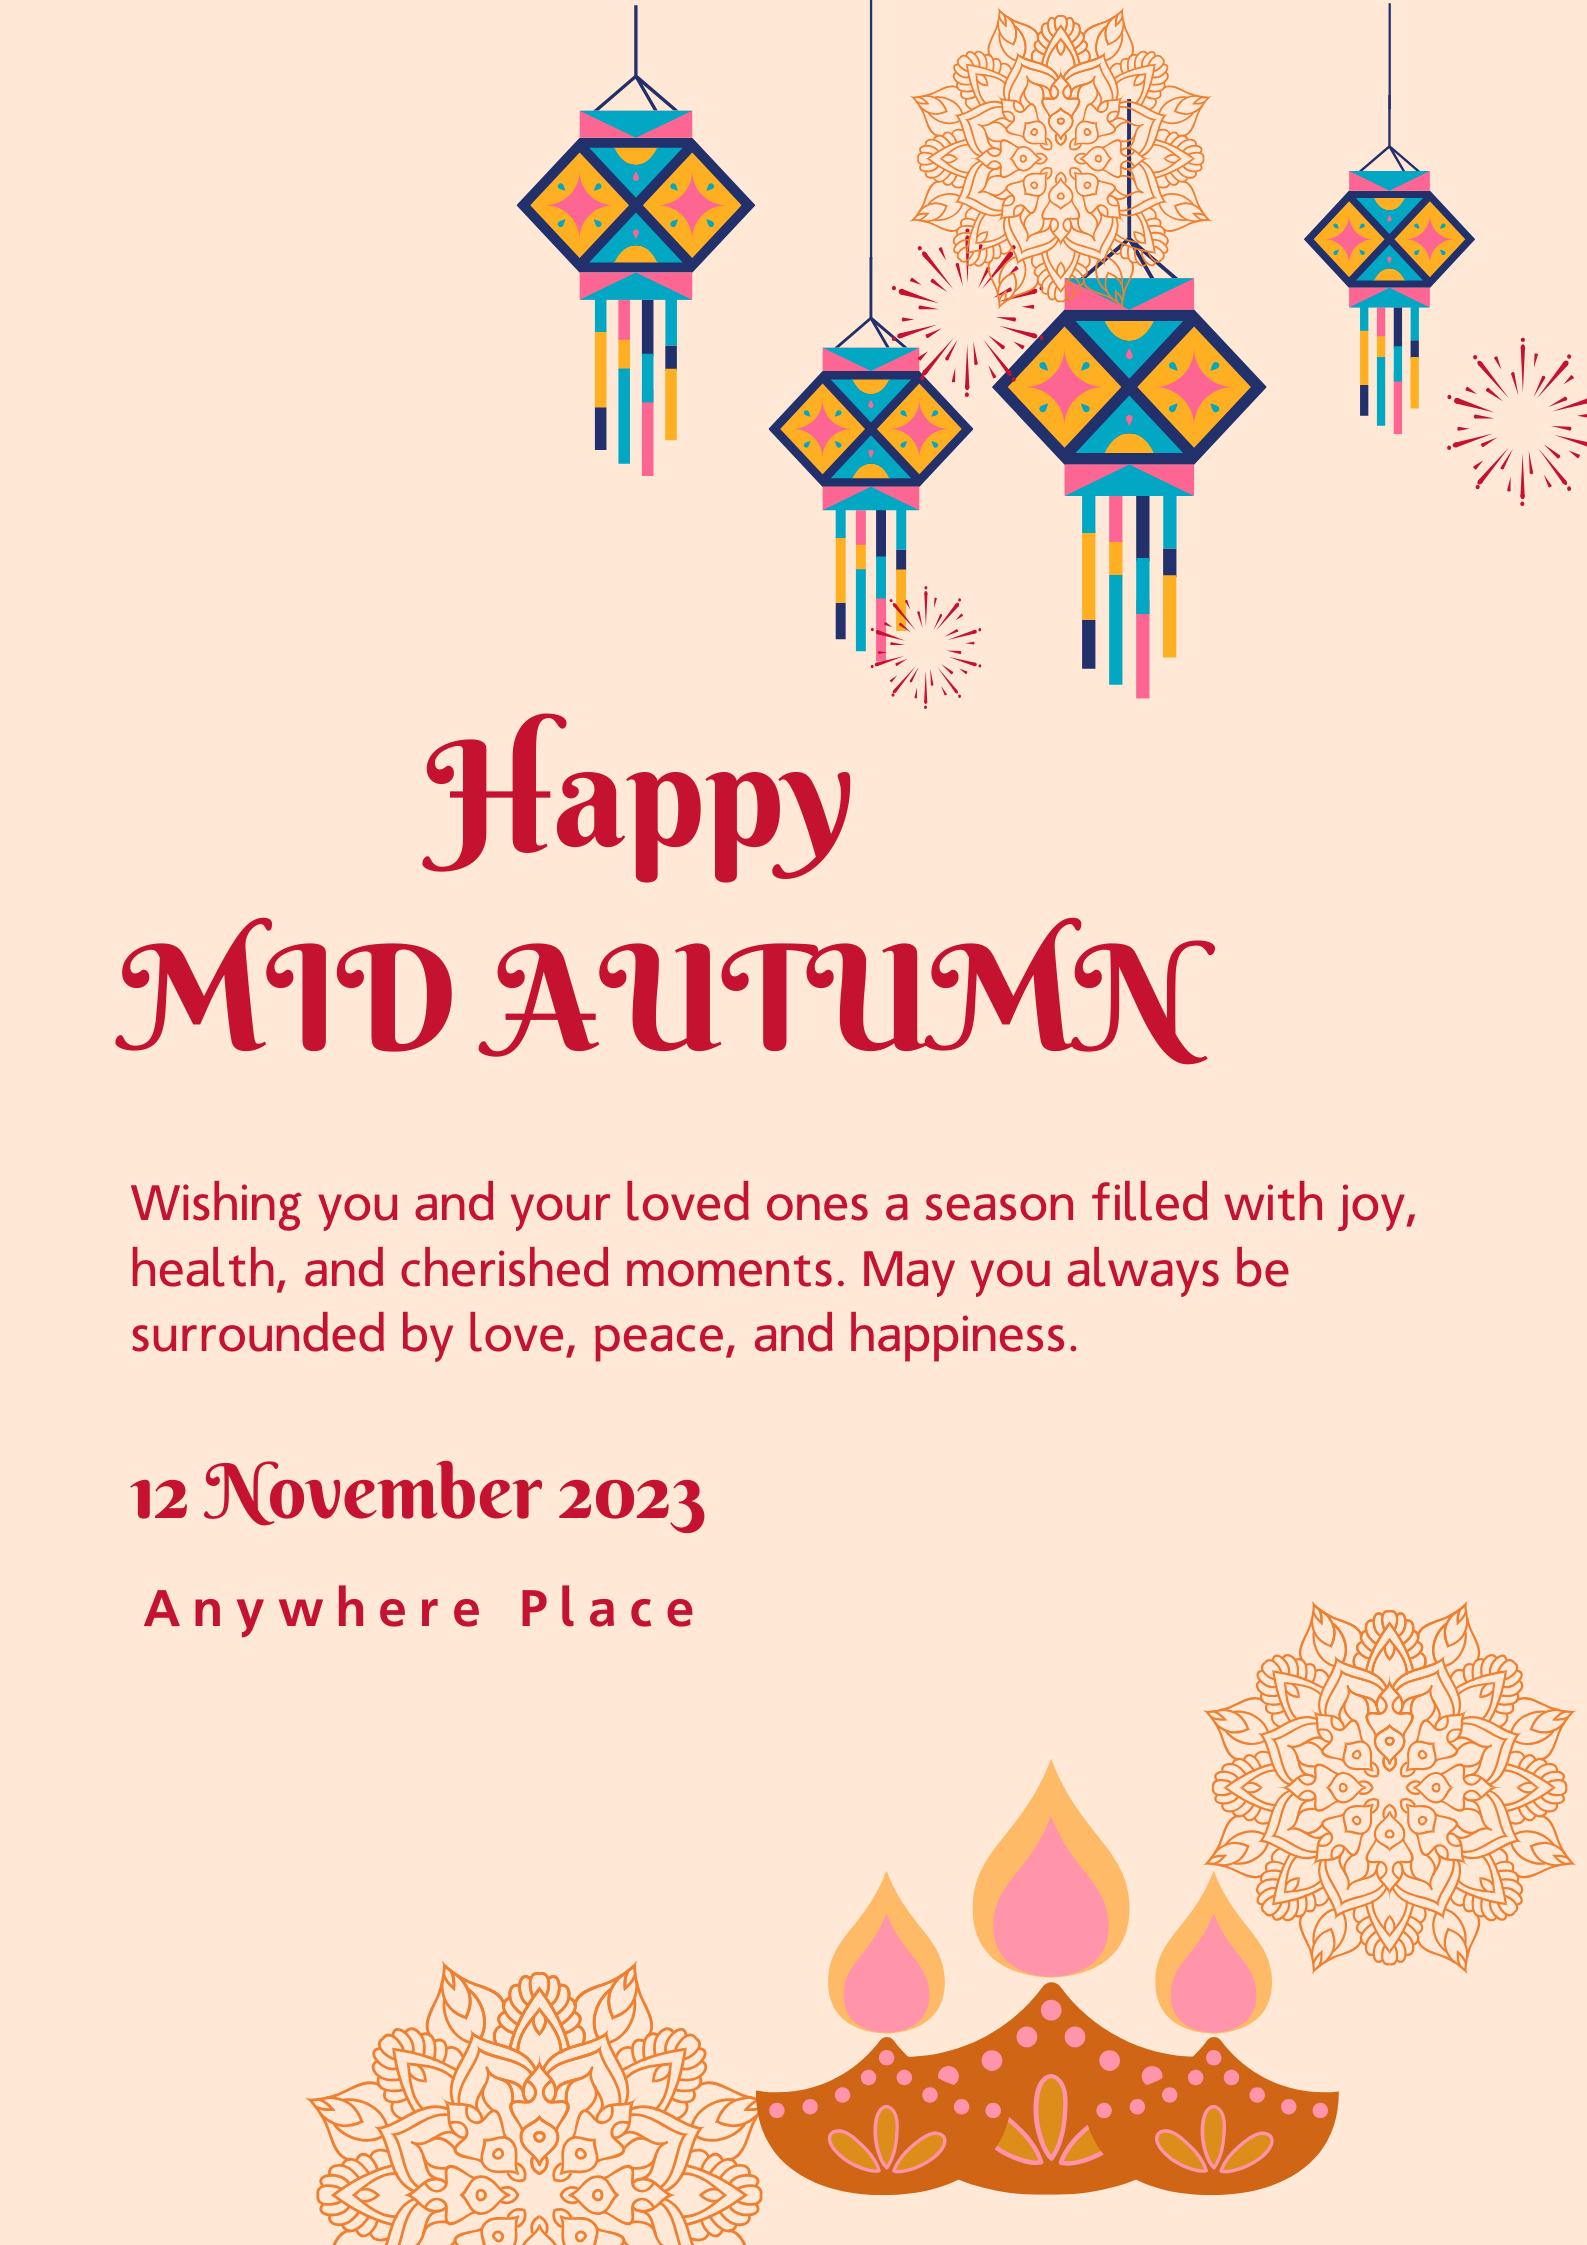 Happy
MID AUTUMN
Wishing you and your loved ones a season filled with joy,
health, and cherished moments. May you always be
surrounded by love, peace, and happiness.
12 November 2023
Anywhere Place